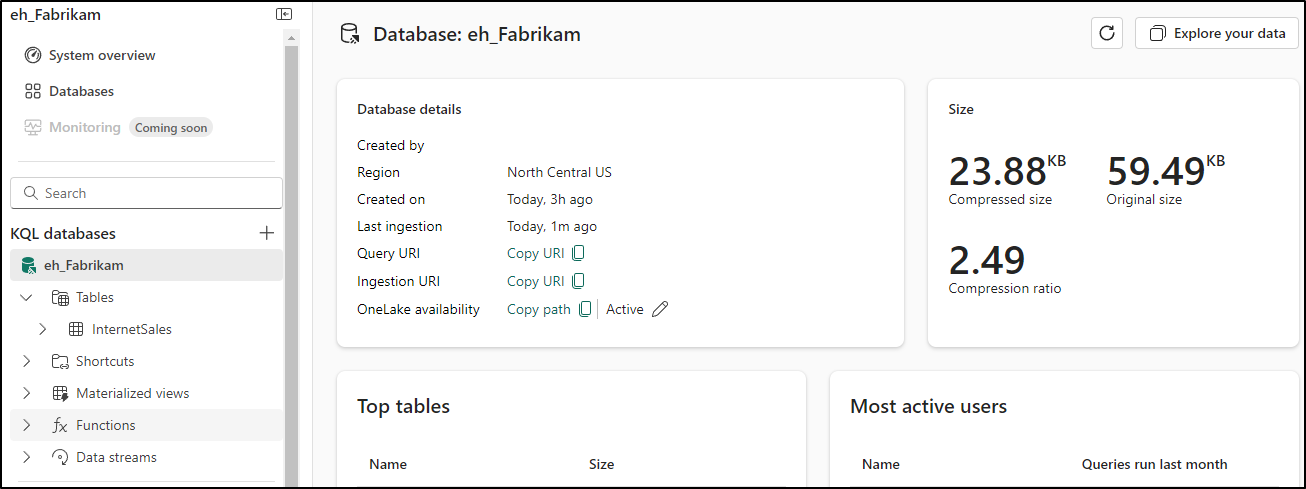 eh_Fabrikam
System overview
Databases
Monitoring Coming soon
Search
KQL databases
eh_Fabrikam
Tables
InternetSales
Shortcuts
Materialized views
fx Functions
Data streams
Database: eh_Fabrikam
Explore your data
Database details
Created by
Region North Central US
Created on Today, 3h ago
Last ingestion Today, 1m ago
Query URI Copy URI
Ingestion URI Copy URI
OneLake availability Copy path Active
Size
23.88 KB 59.49 KB
Compressed size Original size
2.49
Compression ratio
Top tables
Name Size
Most active users
Name Queries run last month